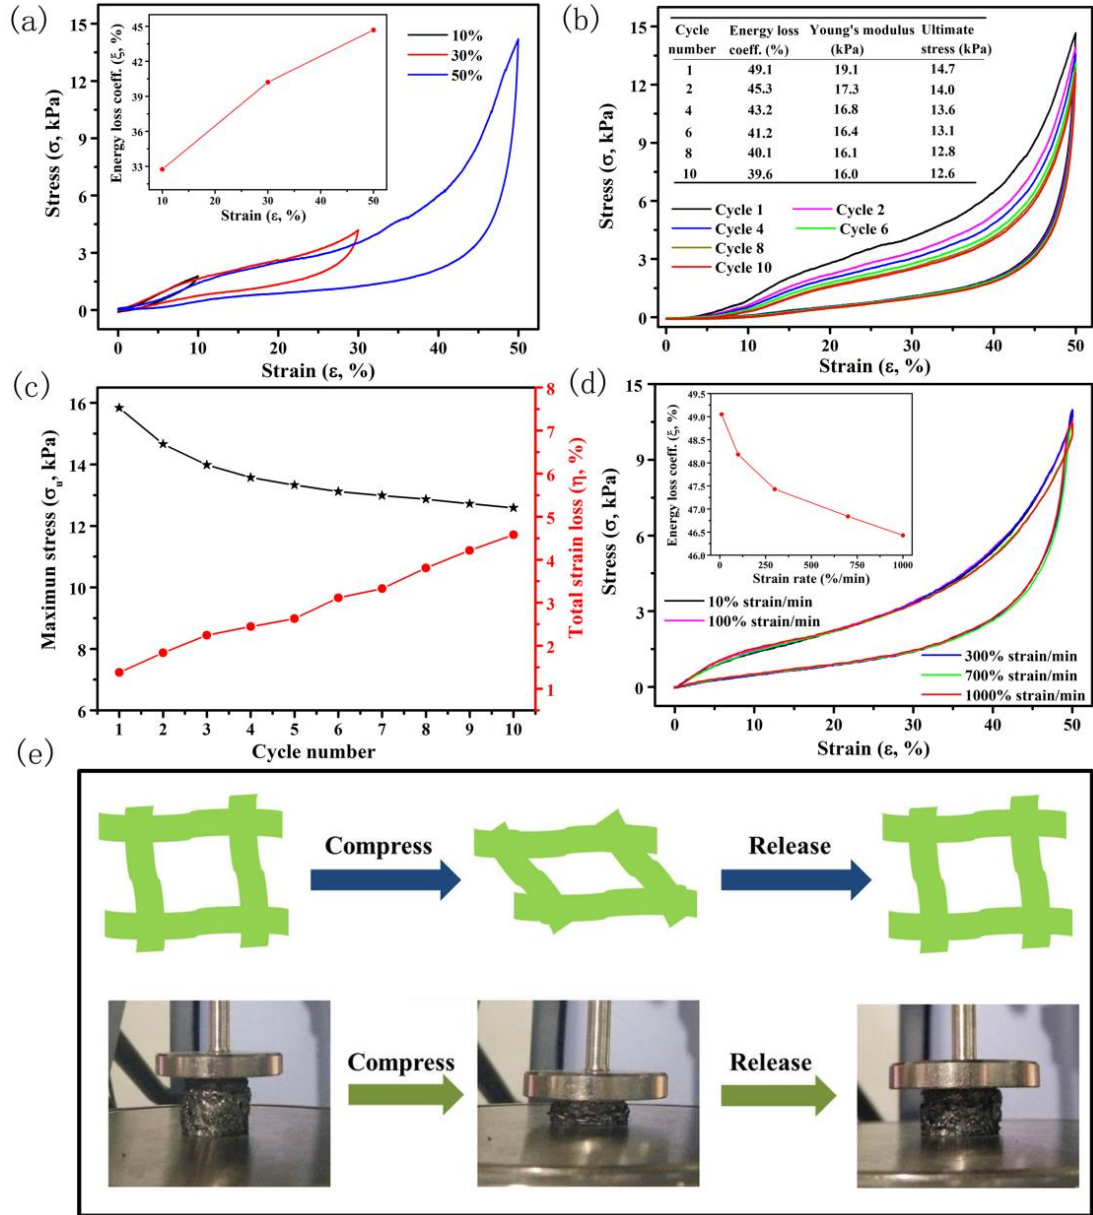 (a)
Stress (σ, kPa)
15
12
9
6
3
0
0 10 20 30 40 50
Strain (ε, %)
10%
30%
50%
Energy loss coeff. (ξ, %)
45
42
39
36
33
10 20 30 40 50
Strain (ε, %)
(b)
Stress (σ, kPa)
15
12
9
6
3
0
0 10 20 30 40 50
Strain (ε, %)
Cycle number Energy loss coeff. (%) Young's modulus (kPa) Ultimate stress (kPa)
1 49.1 19.1 14.7
2 45.3 17.3 14.0
4 43.2 16.8 13.6
6 41.2 16.4 13.1
8 40.1 16.1 12.8
10 39.6 16.0 12.6
Cycle 1 Cycle 2
Cycle 4 Cycle 6
Cycle 8
Cycle 10
(c)
Maximun stress (σu, kPa)
16
14
12
10
8
6
1 2 3 4 5 6 7 8 9 10
Cycle number
8
7
6
5
4
3
2
1
Total strain loss (η, %)
(d)
Stress (σ, kPa)
15
12
9
6
3
0
0 10 20 30 40 50
Strain (ε, %)
Energy loss coeff. (ξ, %)
49.5
49.0
48.5
48.0
47.5
47.0
46.5
46.0
0 250 500 750 1000
Strain rate (%/min)
10% strain/min
100% strain/min
300% strain/min
700% strain/min
1000% strain/min
(e)
Compress Release
Compress Release